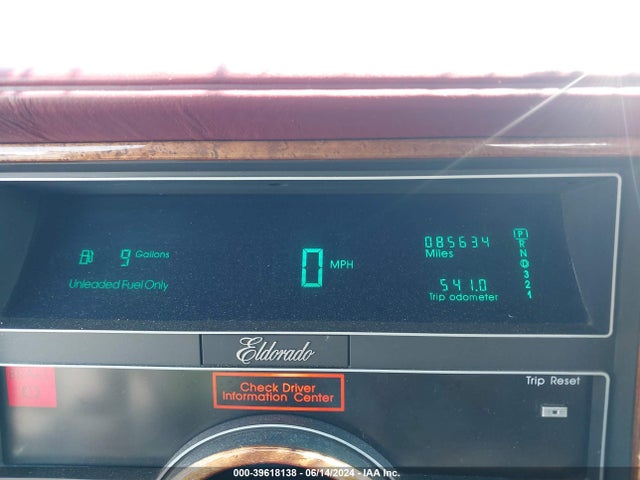 9 Gallons
Unleaded Fuel Only
0 MPH
085634
Miles
541.0
Trip odometer
P
R
N
D
3
2
1
Eldorado
Check Driver
Information Center
Trip Reset
000-39618138 - 06/14/2024 - IAA Inc.